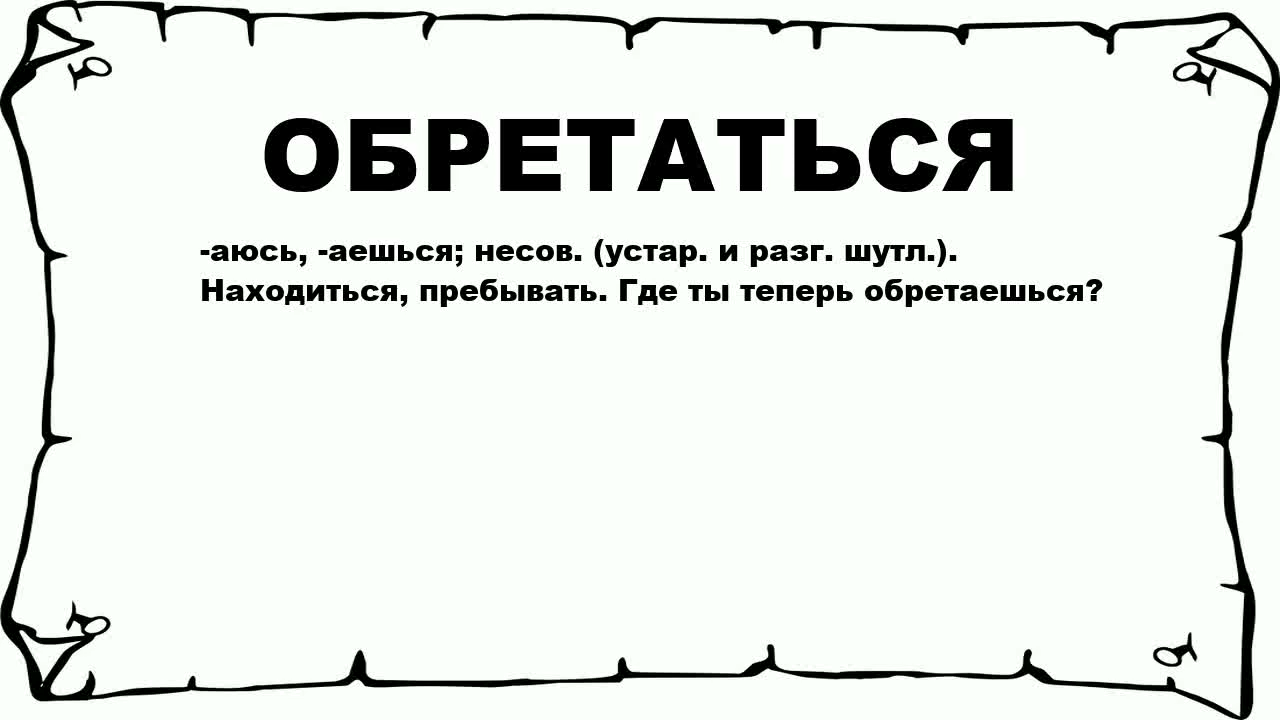 ОБРЕТАТЬСЯ
-аюсь, -аешься; несов. (устар. и разг. шутл.).
Находиться, пребывать. Где ты теперь обретаешься?